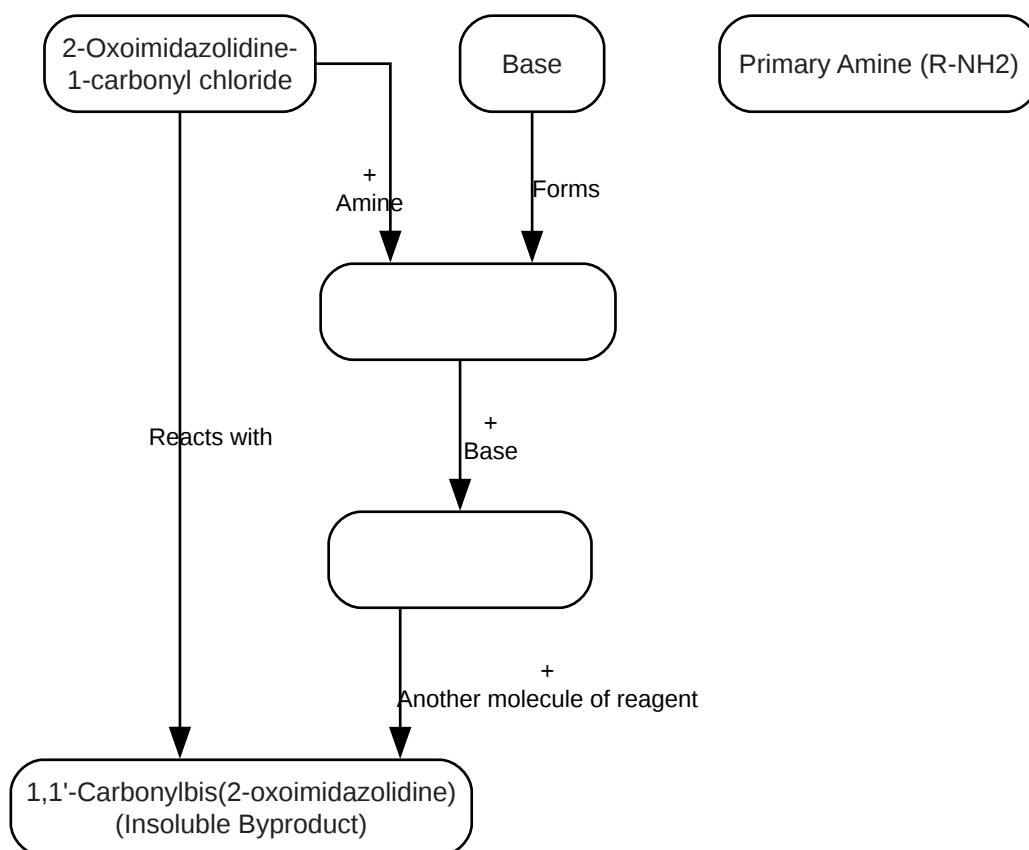 2-Oxoimidazolidine-
1-carbonyl chloride
Base
Primary Amine (R-NH2)
+
Amine
Forms
Reacts with
+
Base
+
Another molecule of reagent
1,1'-Carbonylbis(2-oxoimidazolidine)
(Insoluble Byproduct)